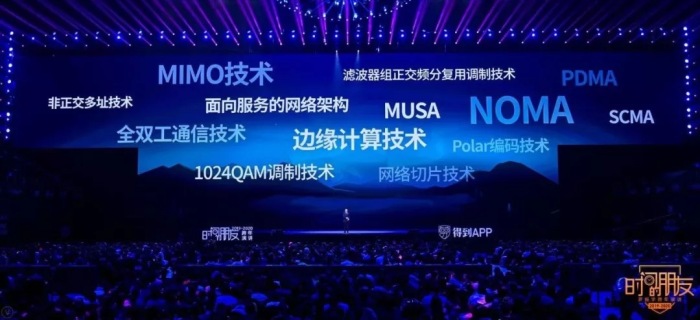 MIMO技术
滤波器组正交频分复用调制技术
PDMA
非正交多址技术
面向服务的网络架构
MUSA
NOMA
SCMA
全双工通信技术
边缘计算技术
Polar编码技术
1024QAM调制技术
网络切片技术
时间的朋友
跨年演讲
得到APP
时间的朋友